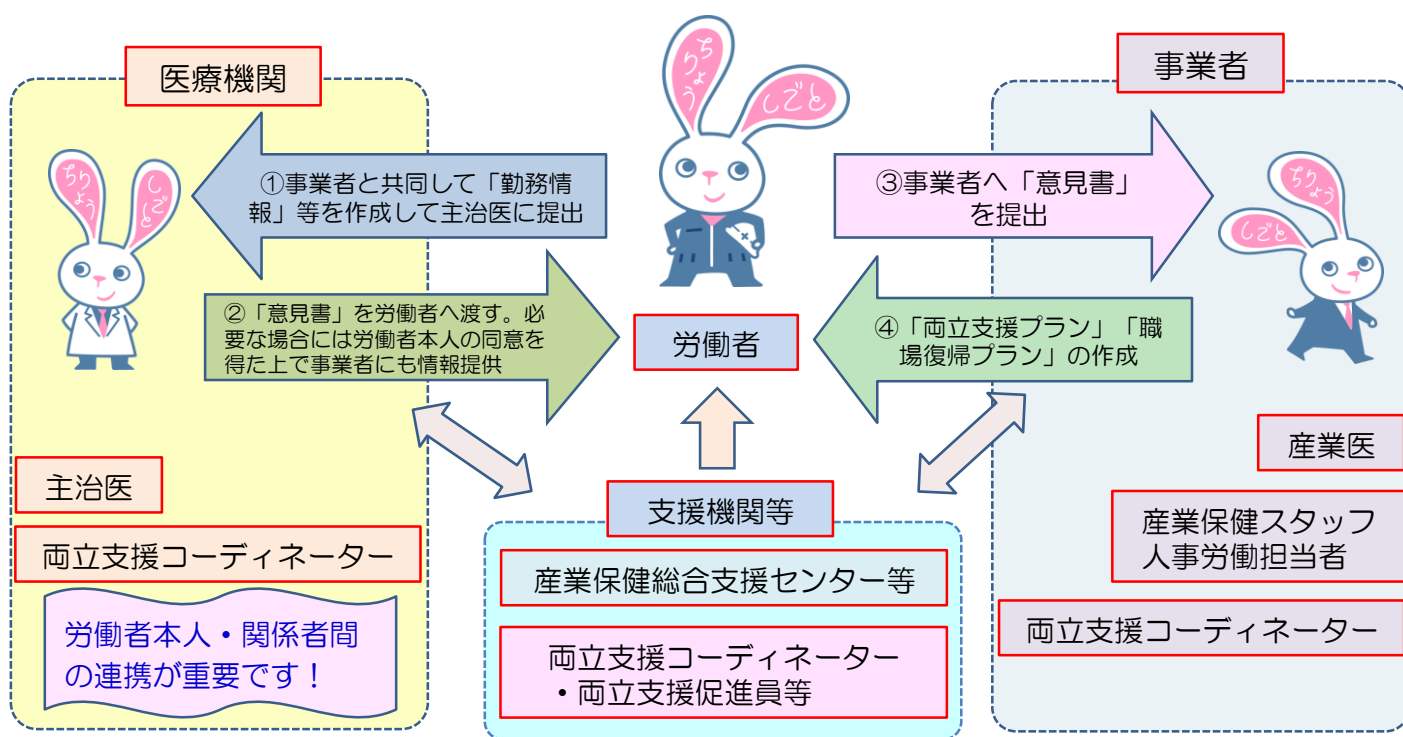 医療機関
ちりょう
しごと
事業者
ちりょう
しごと
①事業者と共同して「勤務情
報」等を作成して主治医に提出
③事業者へ「意見書」
を提出
ちりょう
しごと
②「意見書」を労働者へ渡す。必
要な場合には労働者本人の同意を
得た上で事業者にも情報提供
労働者
④「両立支援プラン」「職
場復帰プラン」の作成
ちりょう
しごと
主治医
両立支援コーディネーター
労働者本人・関係者間
の連携が重要です!
支援機関等
産業保健総合支援センター等
両立支援コーディネーター
・両立支援促進員等
産業医
産業保健スタッフ
人事労働担当者
両立支援コーディネーター